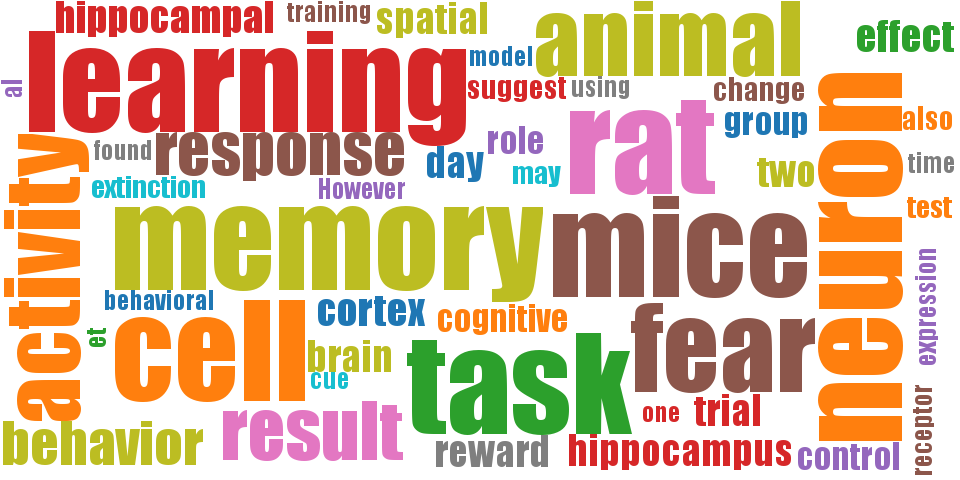 hippocampal
training
spatial
animal
effect
learning
model
al
suggest
using
change
neuron
rat
group
also
activity
found
response
day
role
may
two
time
extinction
However
memory
mice
test
behavioral
cell
cortex
cognitive
fear
expression
et
brain
cue
task
one
trial
receptor
behavior
result
reward
hippocampus
control